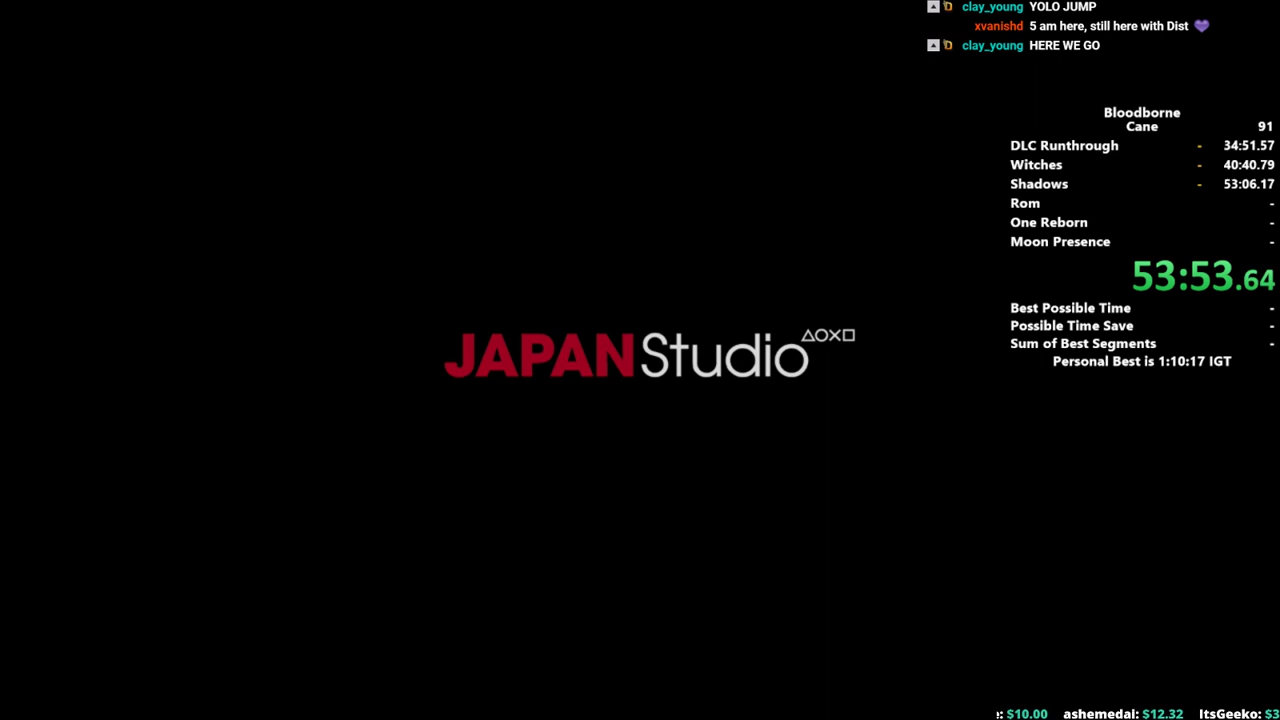 clay_young YOLO JUMP
xvanishd 5 am here, still here with Dist
clay_young HERE WE GO
Bloodborne
Cane 91
DLC Runthrough - 34:51.57
Witches - 40:40.79
Shadows - 53:06.17
Rom -
One Reborn -
Moon Presence -
53:53.64
Best Possible Time -
Possible Time Save -
Sum of Best Segments -
Personal Best is 1:10:17 IGT
JAPAN Studio
: $10.00 ashemedal: $12.32 ItsGeeko: $3